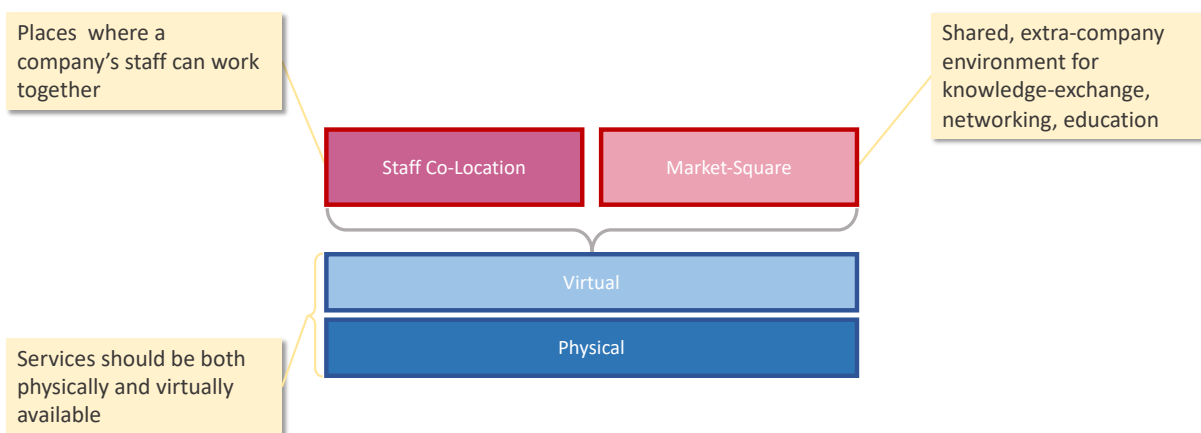 Places  where a
company’s staff can work
together
Shared, extra-company
environment for
knowledge-exchange,
networking, education
Staff Co-Location
Market-Square
Virtual
Physical
Services should be both
physically and virtually
available